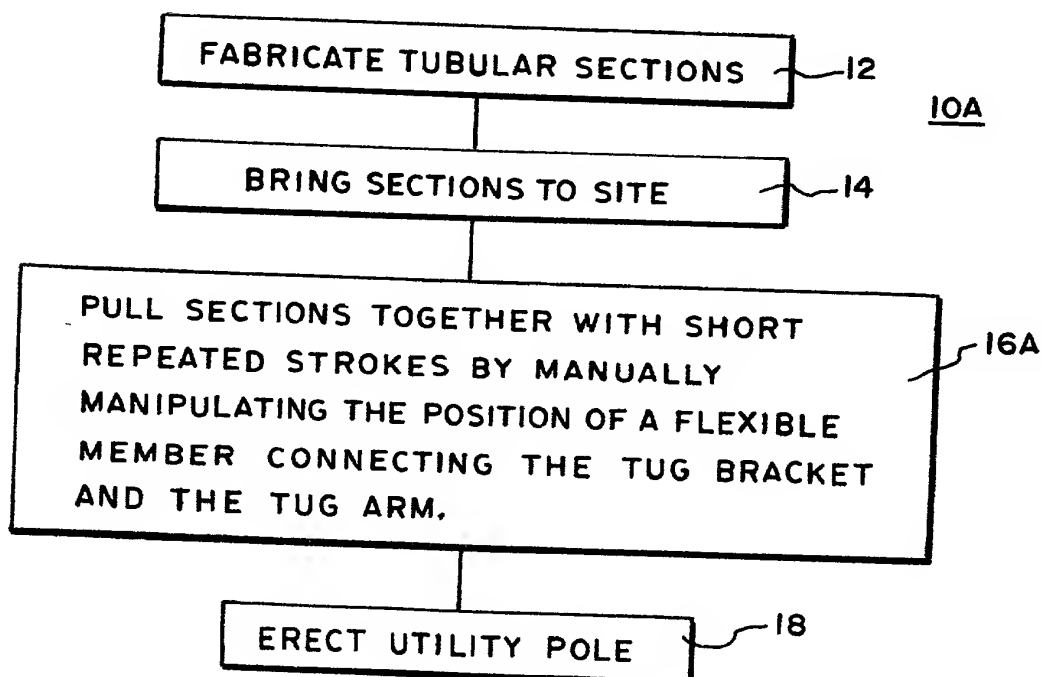 FABRICATE TUBULAR SECTIONS
12
10A
BRING SECTIONS TO SITE
14
PULL SECTIONS TOGETHER WITH SHORT
REPEATED STROKES BY MANUALLY
MANIPULATING THE POSITION OF A FLEXIBLE
MEMBER CONNECTING THE TUG BRACKET
AND THE TUG ARM.
16A
ERECT UTILITY POLE
18